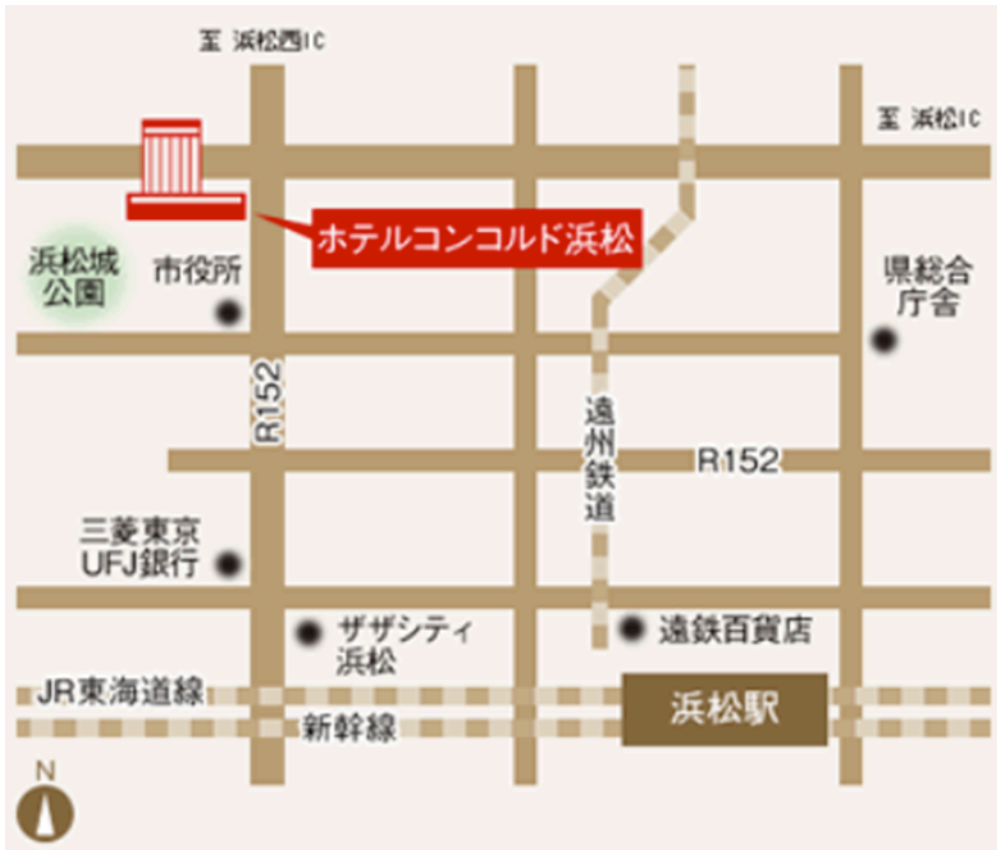 至 浜松西IC
至 浜松IC
ホテルコンコルド浜松
浜松城
公園
市役所
県総合
庁舎
R152
遠州鉄道
R152
三菱東京
UFJ銀行
ザザシティ
浜松
遠鉄百貨店
JR東海道線
浜松駅
新幹線
N